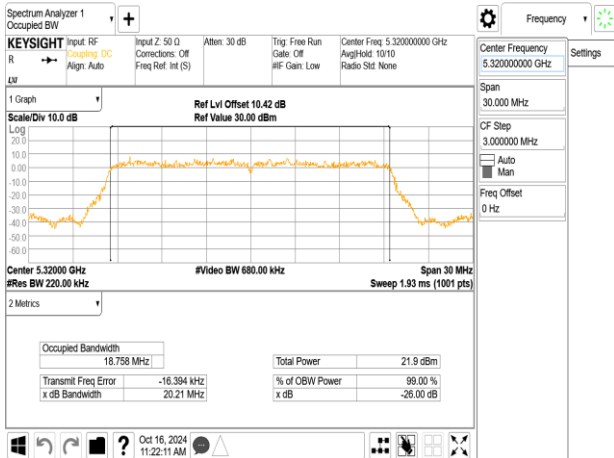 Spectrum Analyzer 1
Occupied BW
Frequency
KEYSIGHT
R
Input: RF
Coupling: DC
Align: Auto
Input Z: 50 Ω
Corrections: Off
Freq Ref: Int (S)
Atten: 30 dB
Trig: Free Run
Gate: Off
#IF Gain: Low
Center Freq: 5.320000000 GHz
Avg|Hold: 10/10
Radio Std: None
Center Frequency
5.320000000 GHz
Settings
Span
30.000 MHz
CF Step
3.000000 MHz
Auto
Man
Freq Offset
0 Hz
1 Graph
Scale/Div 10.0 dB
Ref Lvl Offset 10.42 dB
Ref Value 30.00 dBm
Log
20.0
10.0
0.00
-10.0
-20.0
-30.0
-40.0
-50.0
-60.0
Center 5.32000 GHz
#Video BW 680.00 kHz
Span 30 MHz
#Res BW 220.00 kHz
Sweep 1.93 ms (1001 pts)
2 Metrics
Occupied Bandwidth
18.758 MHz
Total Power 21.9 dBm
Transmit Freq Error -16.394 kHz
% of OBW Power 99.00 %
x dB Bandwidth 20.21 MHz
x dB -26.00 dB
?
Oct 16, 2024
11:22:11 AM